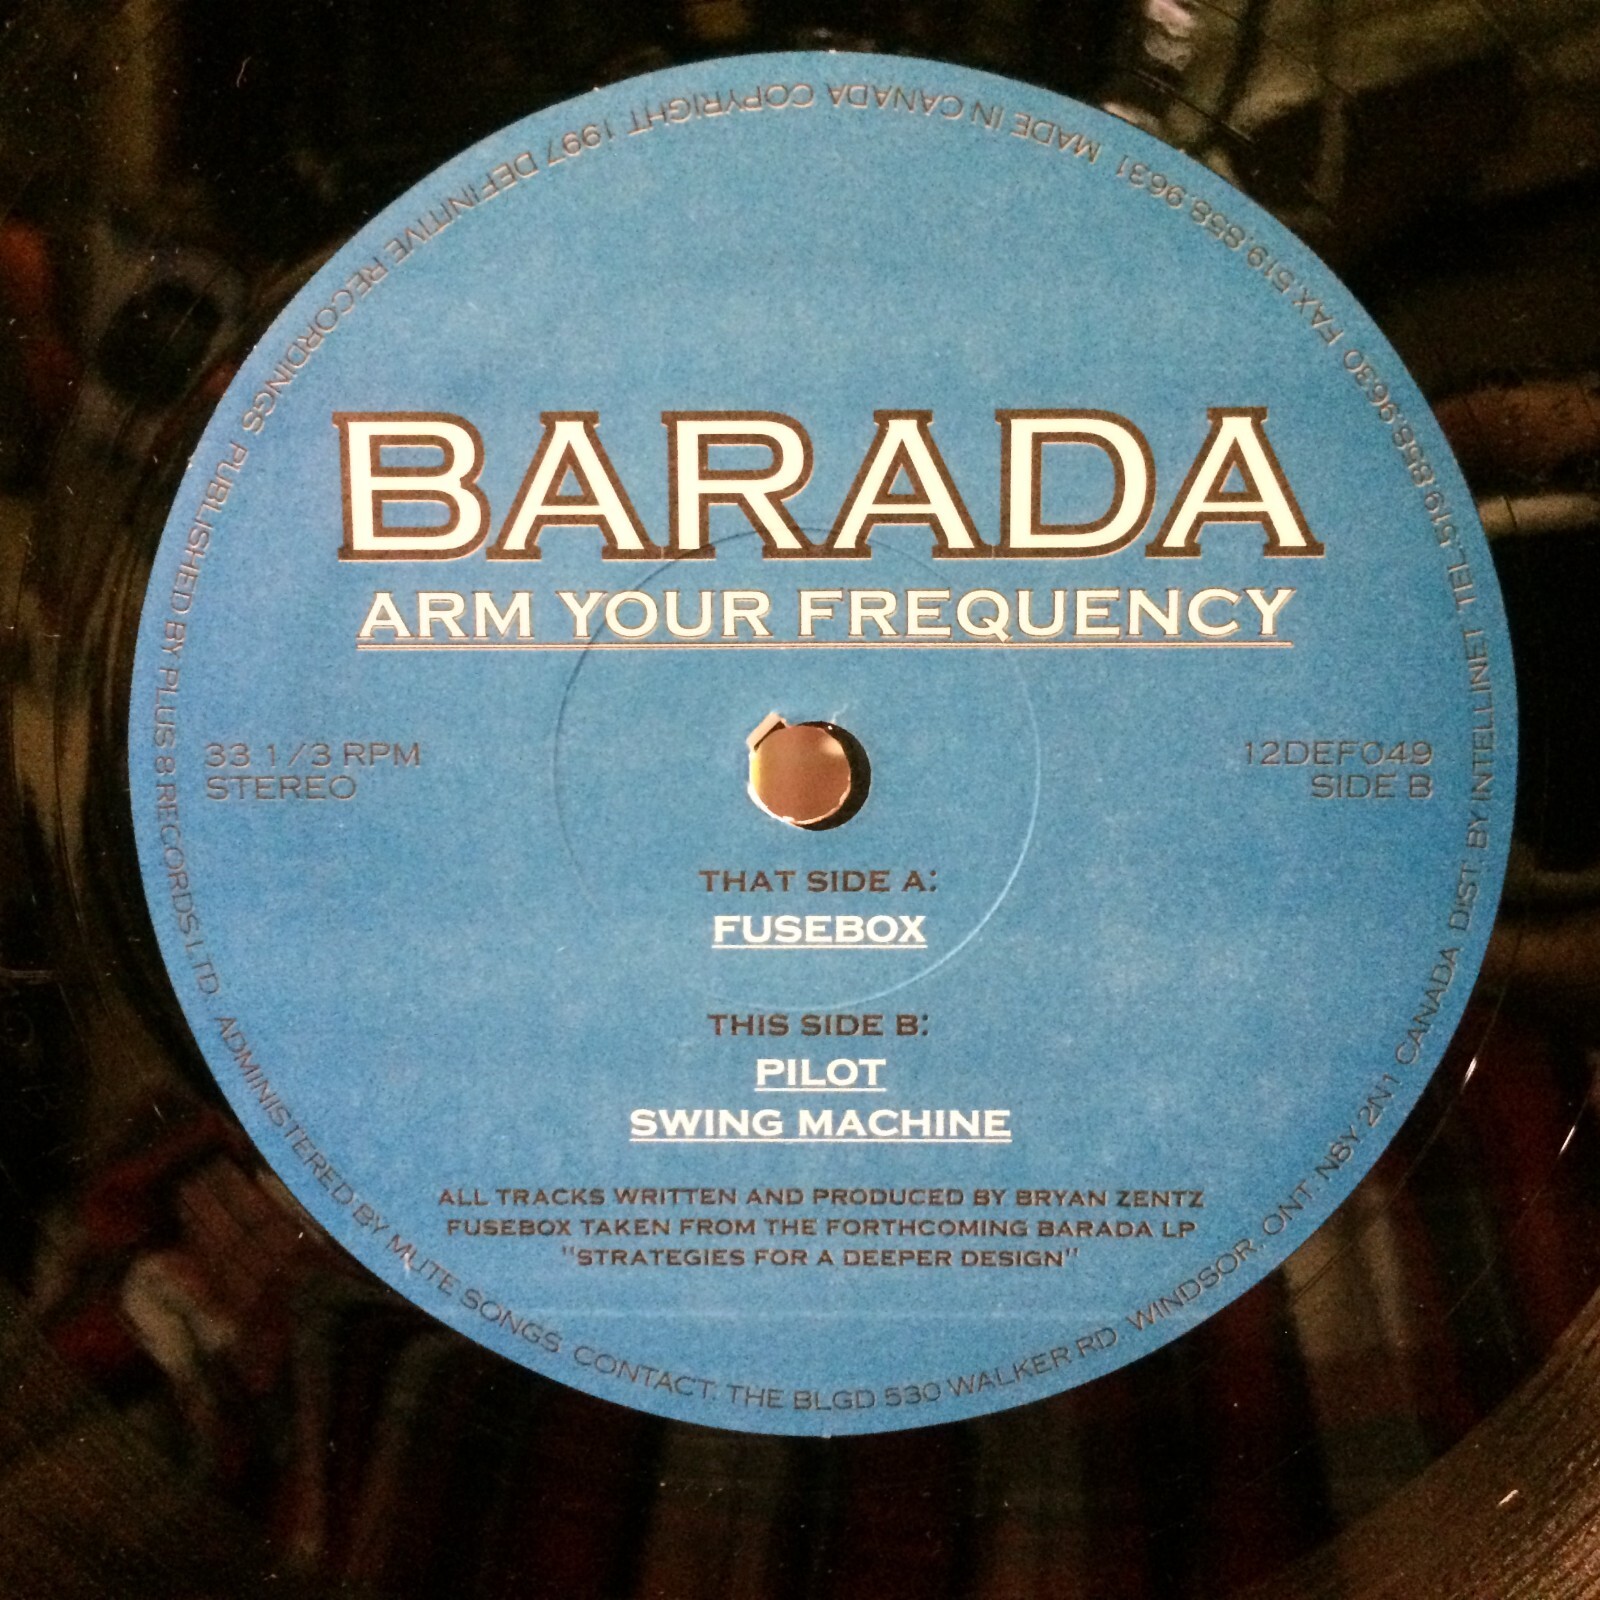 BARADA
ARM YOUR FREQUENCY
33 1/3 RPM
STEREO
12DEF049
SIDE B
THAT SIDE A:
FUSEBOX
THIS SIDE B:
PILOT
SWING MACHINE
ALL TRACKS WRITTEN AND PRODUCED BY BRYAN ZENTZ
FUSEBOX TAKEN FROM THE FORTHCOMING BARADA LP
"STRATEGIES FOR A DEEPER DESIGN"
MADE IN CANADA COPYRIGHT 1997 DEFINITIVE RECORDINGS. PUBLISHED BY PLUS 8 RECORDS LTD. ADMINISTERED BY MUTE SONGS. CONTACT: THE BLGD 530 WALKER RD. WINDSOR, ONT. N8Y 2N1 CANADA DIST. BY INTELLINET TEL.519.858.9630 FAX.519.858.9631